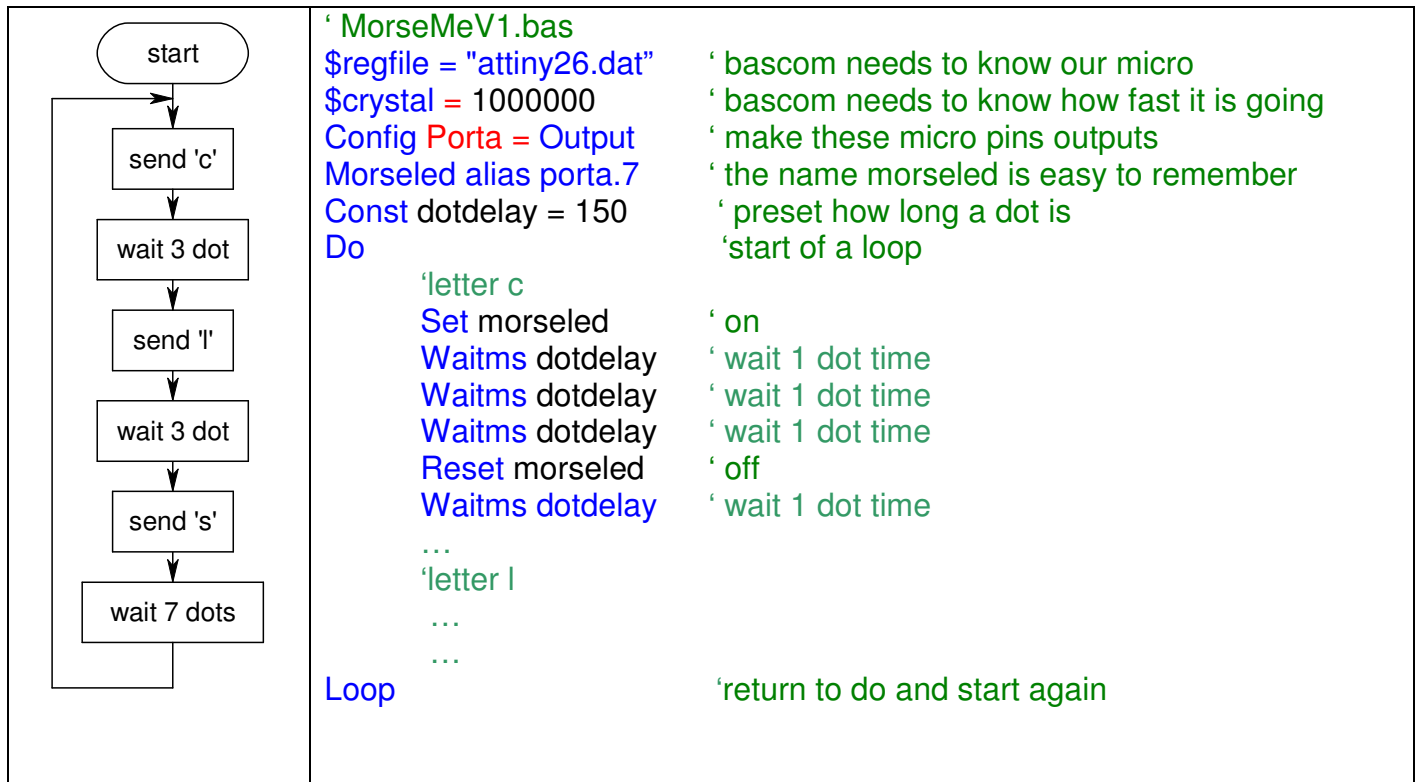 start
send 'c'
wait 3 dot
send 'l'
wait 3 dot
send 's'
wait 7 dots
‘ MorseMeV1.bas
$regfile = "attiny26.dat” ‘ bascom needs to know our micro
$crystal = 1000000 ‘ bascom needs to know how fast it is going
Config Porta = Output ‘ make these micro pins outputs
Morseled alias porta.7 ‘ the name morseled is easy to remember
Const dotdelay = 150 ‘ preset how long a dot is
Do ‘start of a loop
‘letter c
Set morseled ‘ on
Waitms dotdelay ‘ wait 1 dot time
Waitms dotdelay ‘ wait 1 dot time
Waitms dotdelay ‘ wait 1 dot time
Reset morseled ‘ off
Waitms dotdelay ‘ wait 1 dot time
…
‘letter l
…
…
Loop ‘return to do and start again